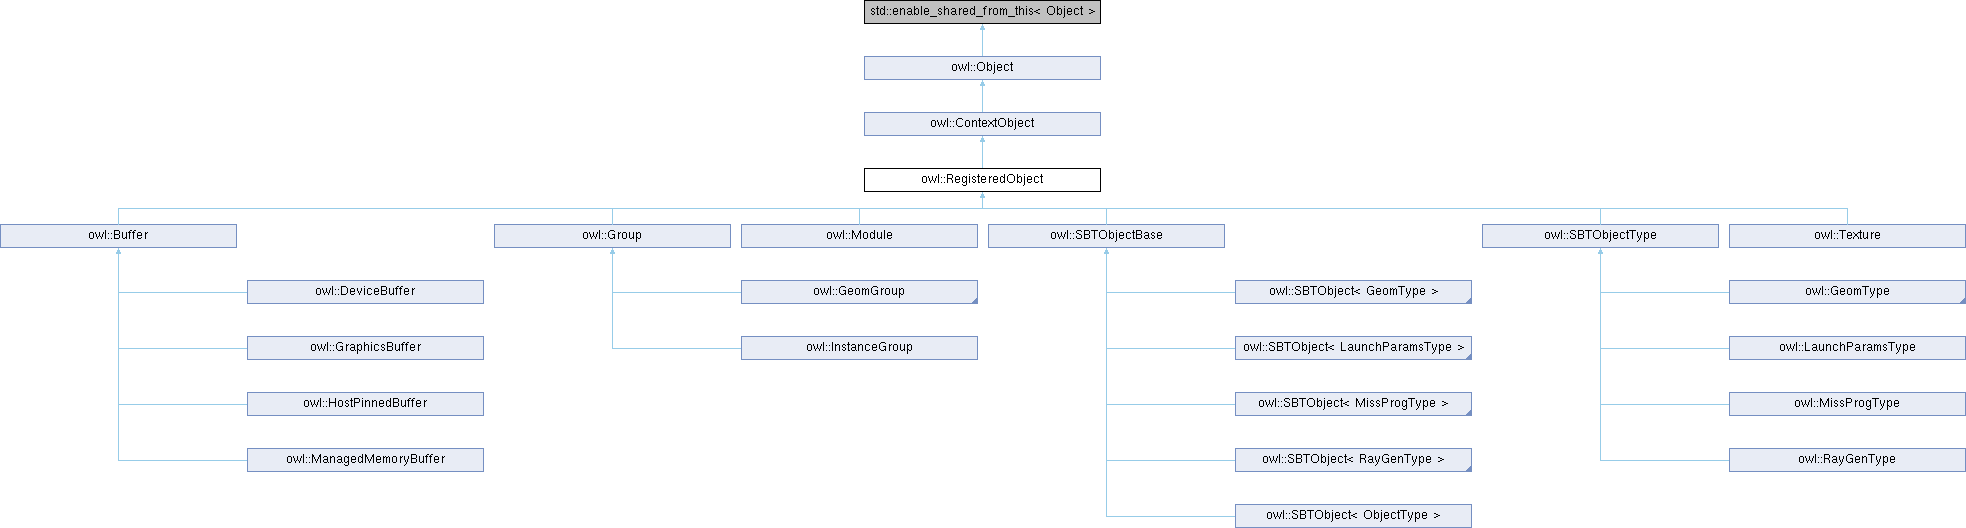 std::enable_shared_from_this< Object >
owl::Object
owl::ContextObject
owl::RegisteredObject
owl::Buffer
owl::Group
owl::Module
owl::SBTObjectBase
owl::SBTObjectType
owl::Texture
owl::DeviceBuffer
owl::GeomGroup
owl::SBTObject< GeomType >
owl::GeomType
owl::GraphicsBuffer
owl::InstanceGroup
owl::SBTObject< LaunchParamsType >
owl::LaunchParamsType
owl::HostPinnedBuffer
owl::SBTObject< MissProgType >
owl::MissProgType
owl::ManagedMemoryBuffer
owl::SBTObject< RayGenType >
owl::RayGenType
owl::SBTObject< ObjectType >